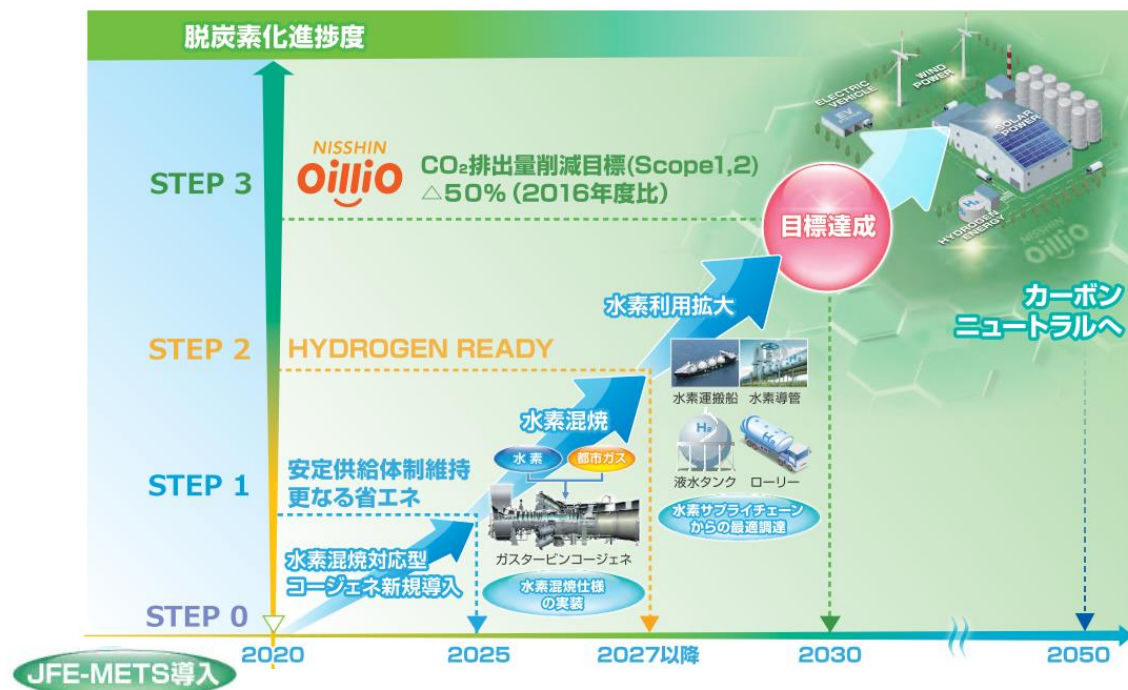 脱炭素化進捗度
ELECTRIC
VEHICLE
EV
WIND
POWER
SOLAR
POWER
H₂
HYDROGEN
ENERGY
NISSHIN
OilliO
STEP 3
NISSHIN
OilliO
CO₂排出量削減目標(Scope1,2)
△50%（2016年度比）
目標達成
カーボン
ニュートラルへ
水素利用拡大
STEP 2
HYDROGEN READY
水素運搬船
水素導管
水素混焼
水素
都市ガス
H₂
H₂
液水タンク
ローリー
STEP 1
安定供給体制維持
更なる省エネ
水素サプライチェーン
からの最適調達
ガスタービンコージェネ
水素混焼対応型
コージェネ新規導入
水素混焼仕様
の実装
STEP 0
2020
2025
2027以降
2030
2050
JFE-METS導入